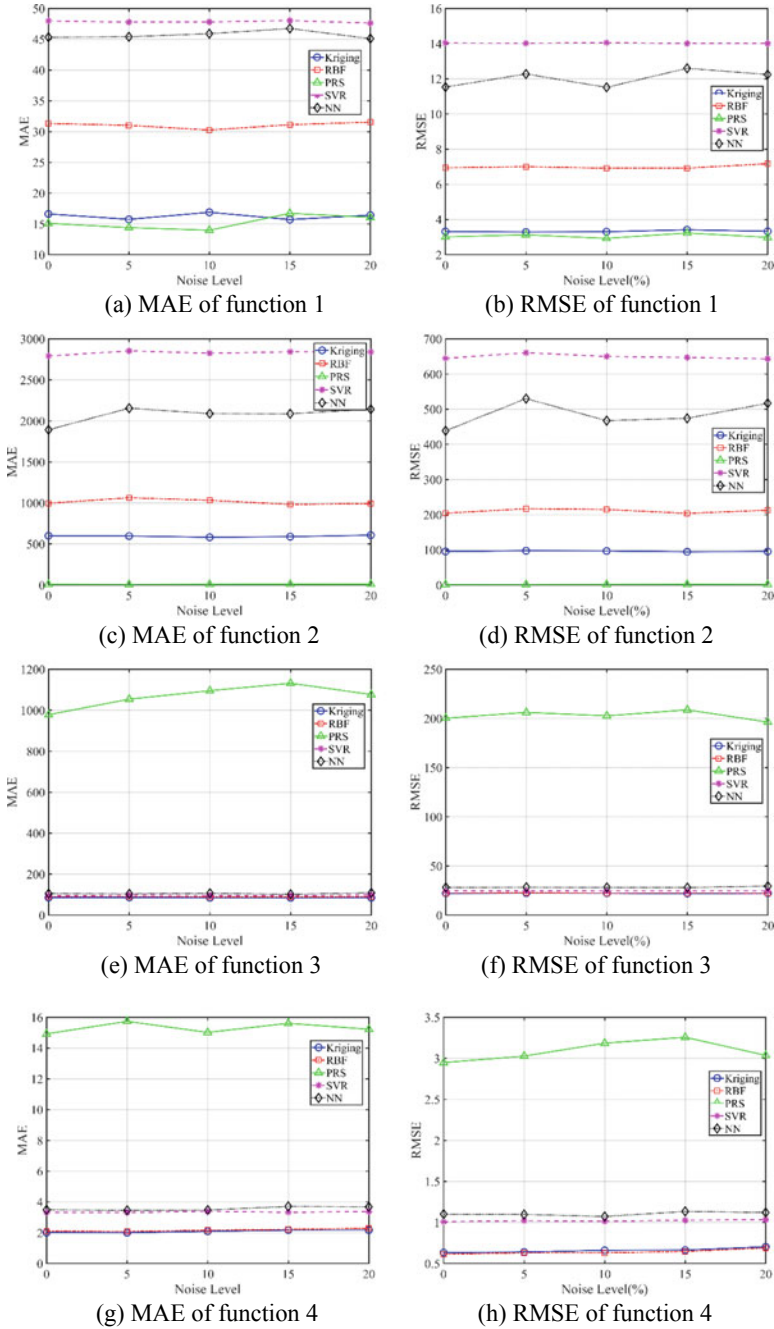 50
45
40
35
30
25
20
15
10
MAE
Kriging
RBF
PRS
SVR
NN
0 5 10 15 20
Noise Level
(a) MAE of function 1
16
14
12
10
8
6
4
2
RMSE
Kriging
RBF
PRS
SVR
NN
0 5 10 15 20
Noise Level(%)
(b) RMSE of function 1
3000
2500
2000
1500
1000
500
0
MAE
Kriging
RBF
PRS
SVR
NN
0 5 10 15 20
Noise Level
(c) MAE of function 2
700
600
500
400
300
200
100
0
RMSE
Kriging
RBF
PRS
SVR
NN
0 5 10 15 20
Noise Level(%)
(d) RMSE of function 2
1200
1000
800
600
400
200
0
MAE
Kriging
RBF
PRS
SVR
NN
0 5 10 15 20
Noise Level
(e) MAE of function 3
250
200
150
100
50
0
RMSE
Kriging
RBF
PRS
SVR
NN
0 5 10 15 20
Noise Level(%)
(f) RMSE of function 3
16
14
12
10
8
6
4
2
0
MAE
Kriging
RBF
PRS
SVR
NN
0 5 10 15 20
Noise Level
(g) MAE of function 4
3.5
3
2.5
2
1.5
1
0.5
RMSE
Kriging
RBF
PRS
SVR
NN
0 5 10 15 20
Noise Level(%)
(h) RMSE of function 4